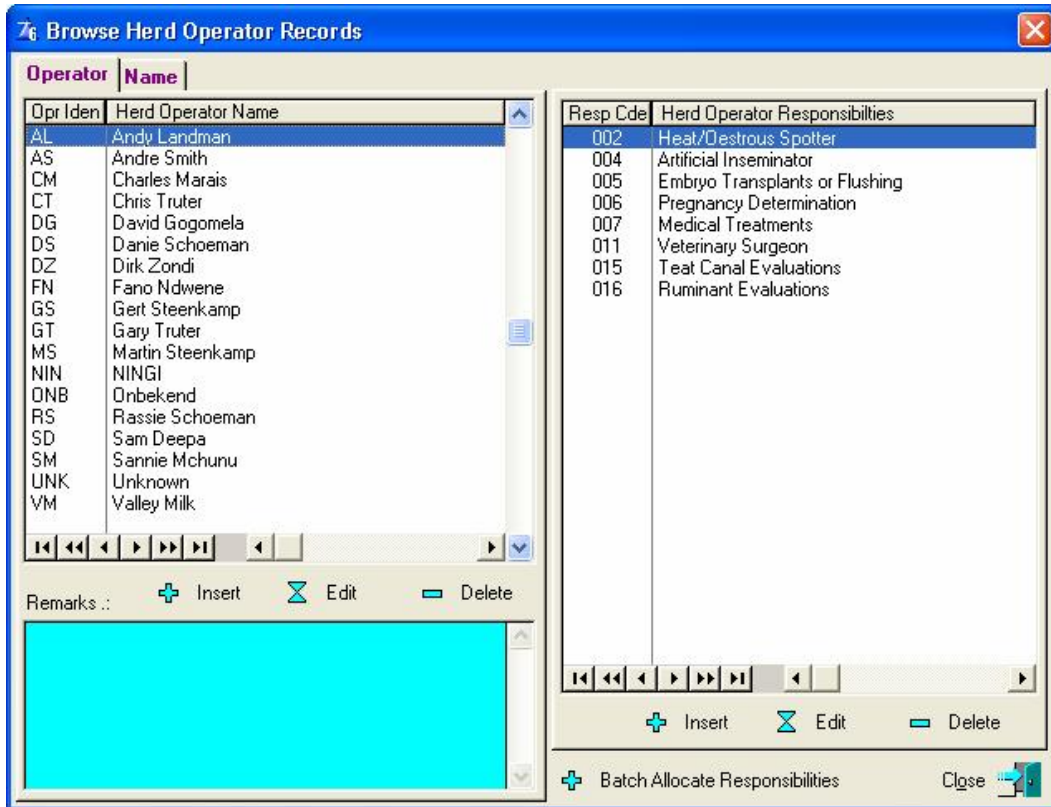 Browse Herd Operator Records
Operator Name
Opr Iden Herd Operator Name
AL Andy Landman
AS Andre Smith
CM Charles Marais
CT Chris Truter
DG David Gogomela
DS Danie Schoeman
DZ Dirk Zondi
FN Fano Ndwene
GS Gert Steenkamp
GT Gary Truter
MS Martin Steenkamp
NIN NINGI
ONB Onbekend
RS Rassie Schoeman
SD Sam Deepa
SM Sannie Mchunu
UNK Unknown
VM Valley Milk
Insert Edit Delete
Remarks .:
Resp Cde Herd Operator Responsibilties
002 Heat/Oestrous Spotter
004 Artificial Inseminator
005 Embryo Transplants or Flushing
006 Pregnancy Determination
007 Medical Treatments
011 Veterinary Surgeon
015 Teat Canal Evaluations
016 Ruminant Evaluations
Insert Edit Delete
Batch Allocate Responsibilities Close